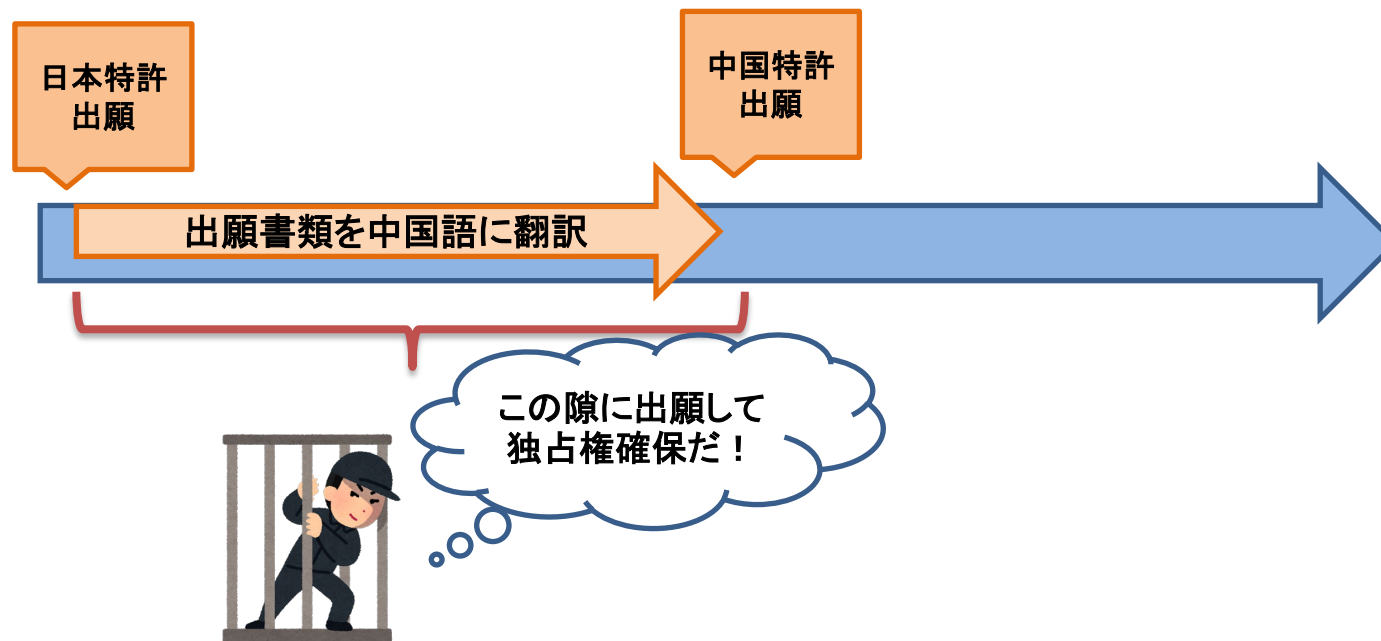 日本特許
出願
中国特許
出願
出願書類を中国語に翻訳
この隙に出願して
独占権確保だ！